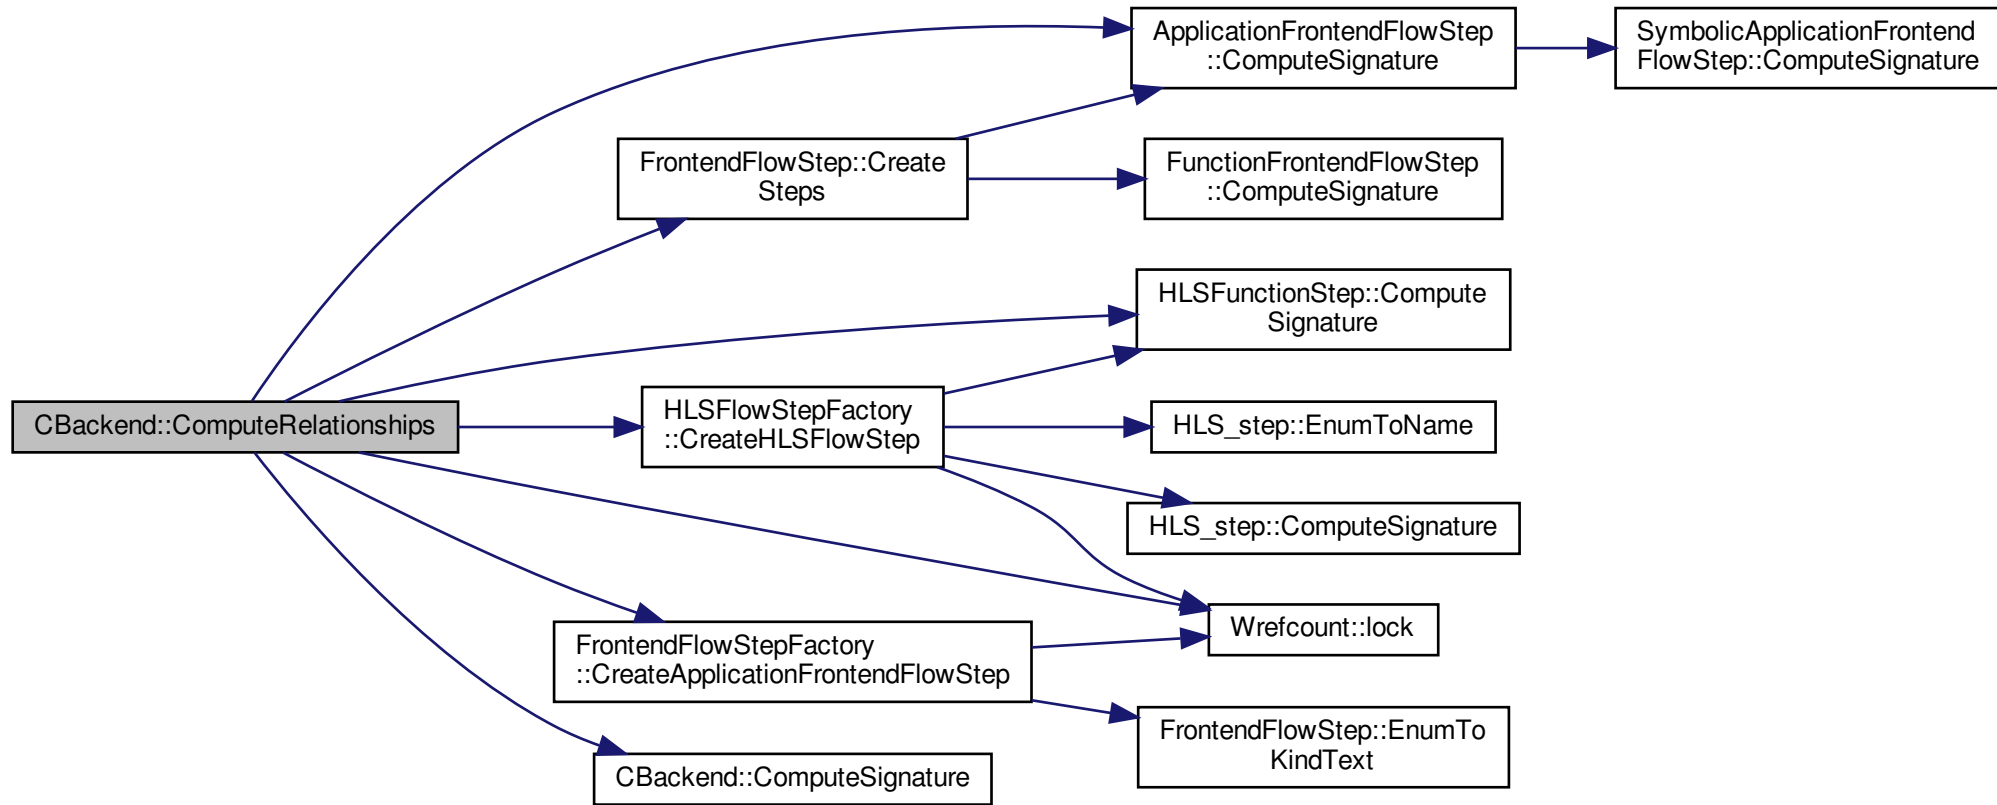 ApplicationFrontendFlowStep
::ComputeSignature
SymbolicApplicationFrontend
FlowStep::ComputeSignature
FrontendFlowStep::Create
Steps
FunctionFrontendFlowStep
::ComputeSignature
HLSFunctionStep::Compute
Signature
CBackend::ComputeRelationships
HLSFlowStepFactory
::CreateHLSFlowStep
HLS_step::EnumToName
HLS_step::ComputeSignature
Wrefcount::lock
FrontendFlowStepFactory
::CreateApplicationFrontendFlowStep
FrontendFlowStep::EnumTo
KindText
CBackend::ComputeSignature